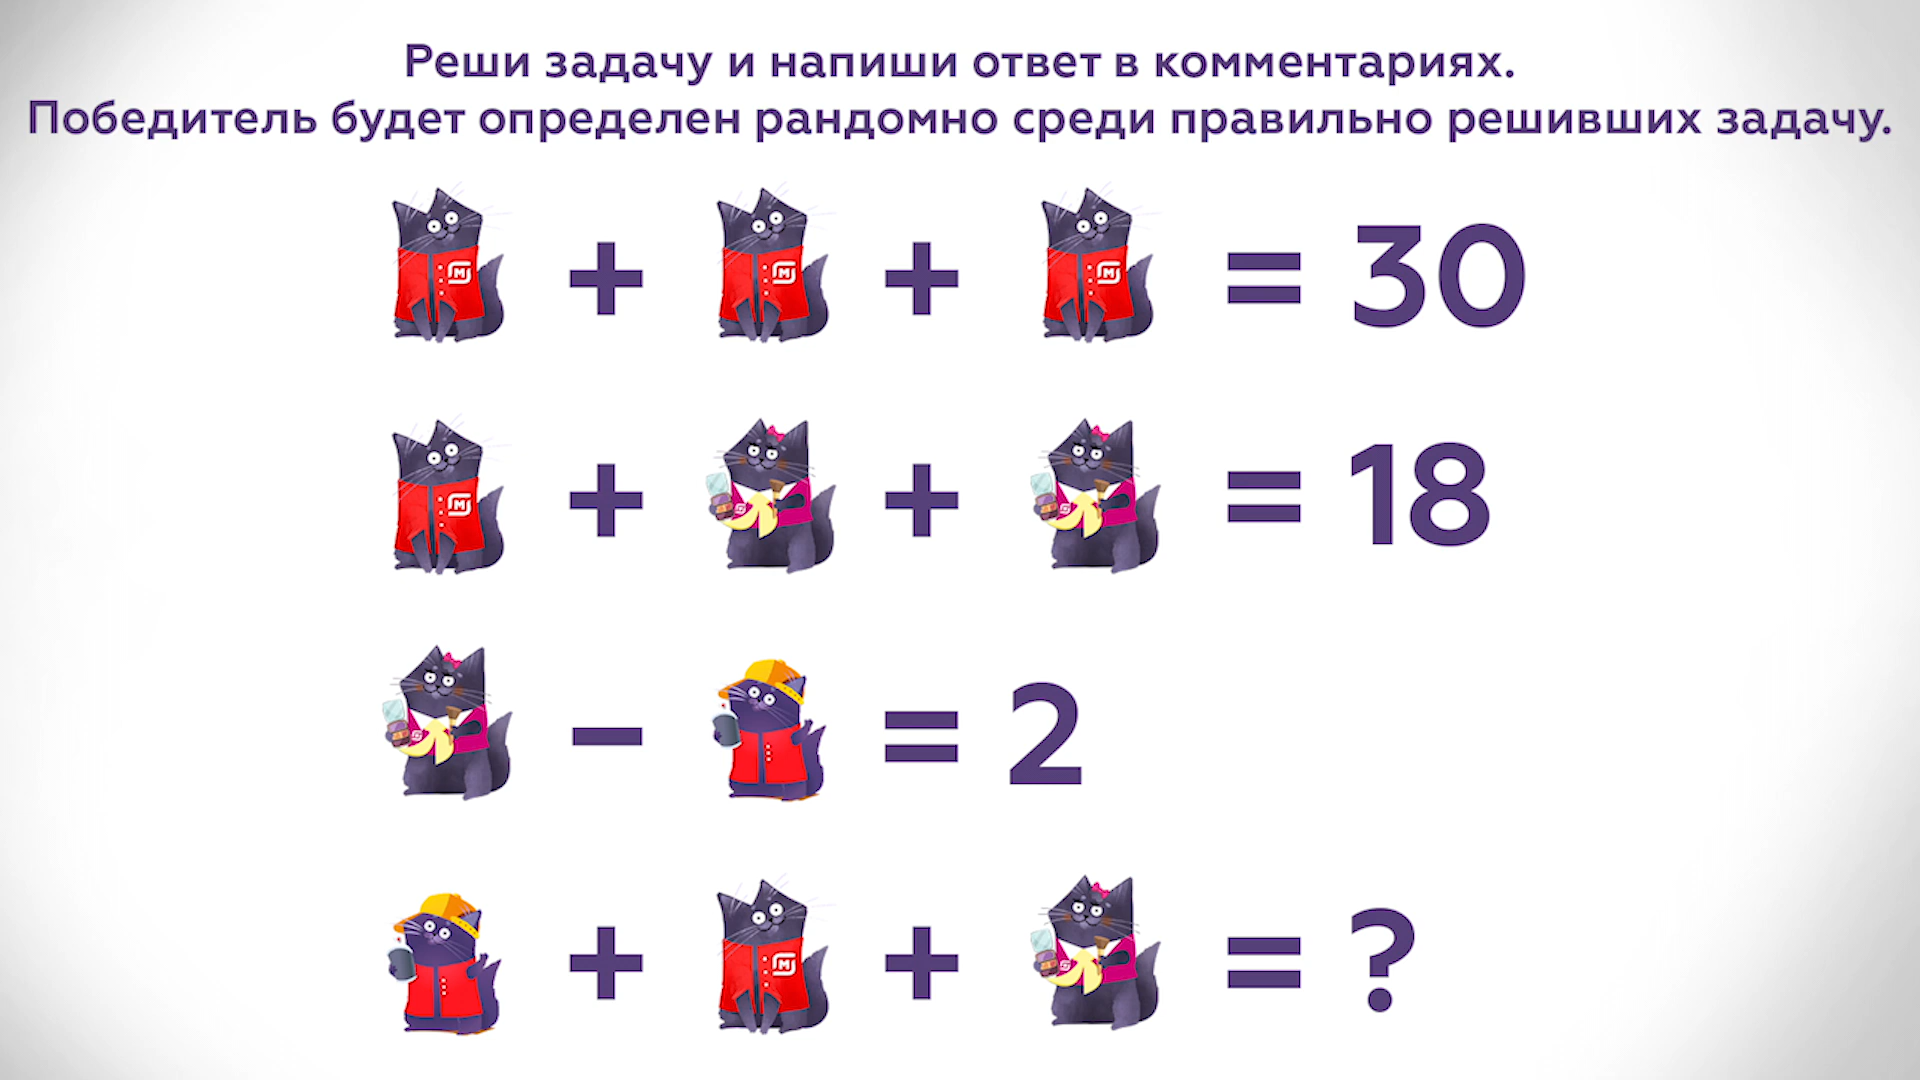 Реши задачу и напиши ответ в комментариях.
Победитель будет определен рандомно среди правильно решивших задачу.
+ + = 30
+ + = 18
− = 2
+ + = ?